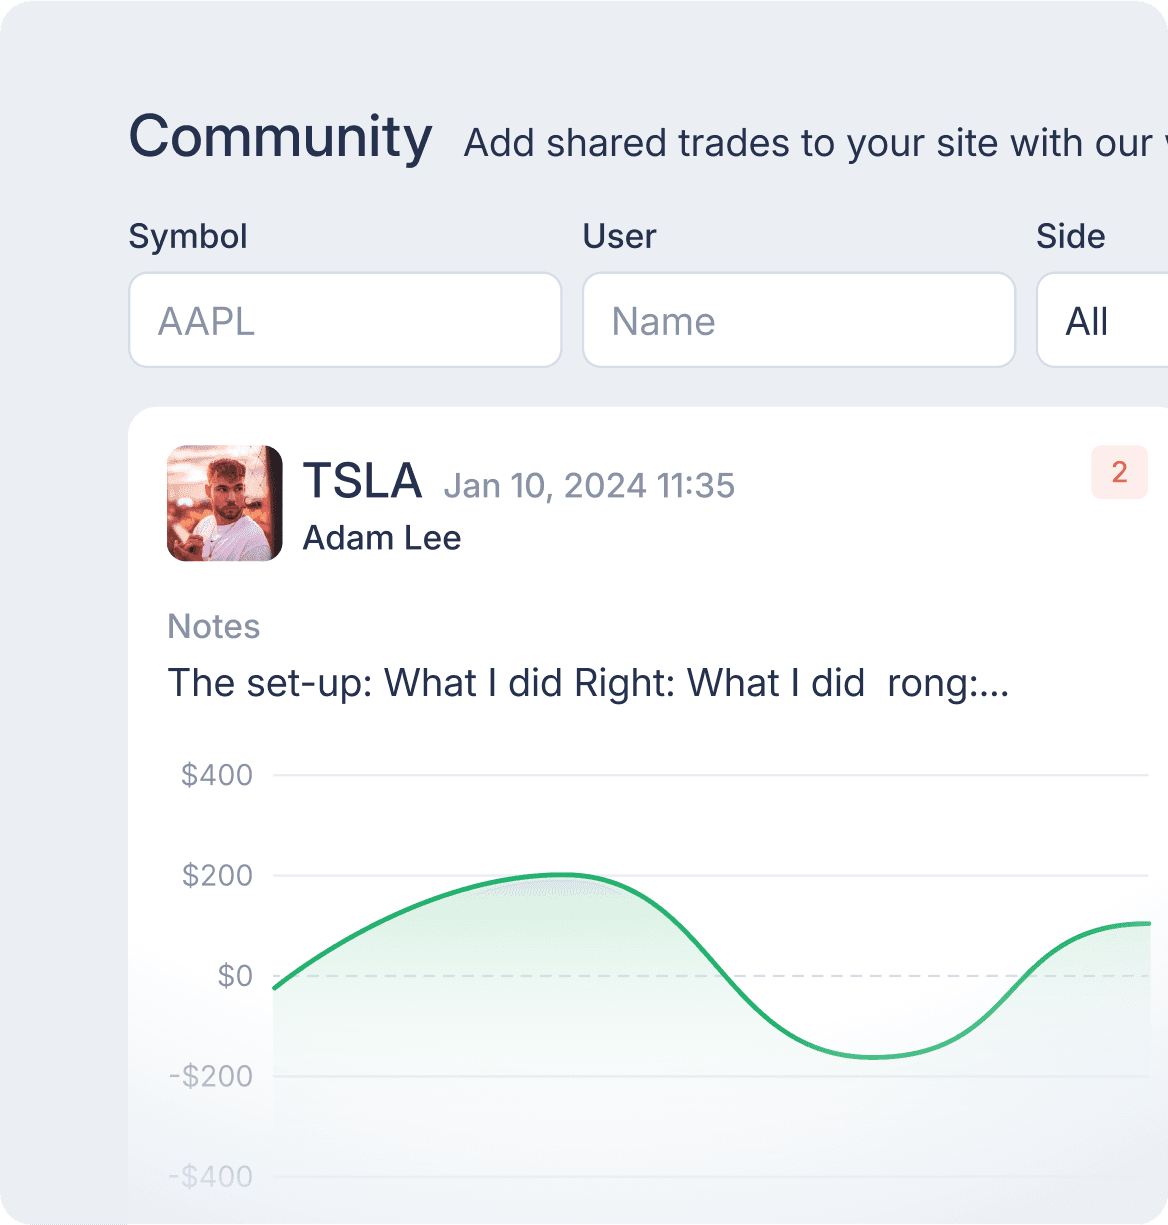 Community Add shared trades to your site with our
Symbol User Side
AAPL Name All
TSLA Jan 10, 2024 11:35 2
Adam Lee
Notes
The set-up: What I did Right: What I did  rong:...
$400
$200
$0
-$200
-$400